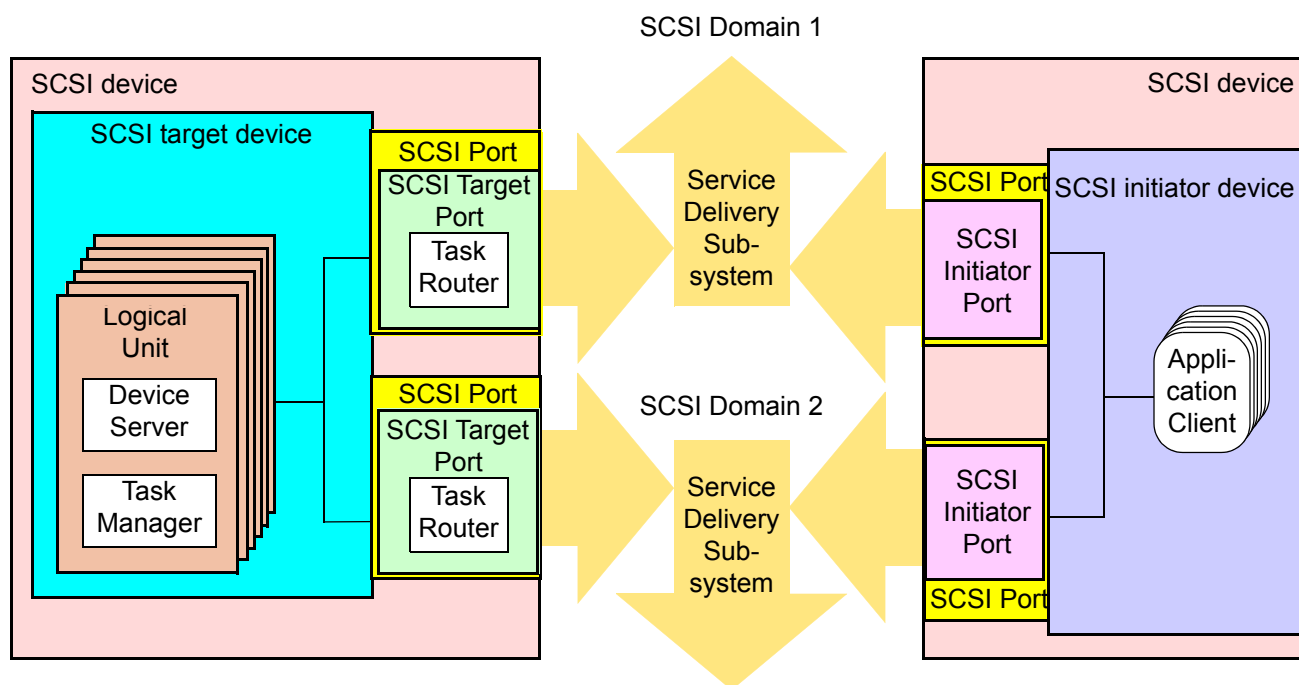 SCSI Domain 1
SCSI device
SCSI target device
SCSI Port
SCSI Target
Port
Task
Router
Logical
Unit
Device
Server
Task
Manager
SCSI Port
SCSI Target
Port
Task
Router
Service
Delivery
Sub-
system
SCSI Domain 2
Service
Delivery
Sub-
system
SCSI device
SCSI Port
SCSI initiator device
SCSI
Initiator
Port
Appli-
cation
Client
SCSI
Initiator
Port
SCSI Port